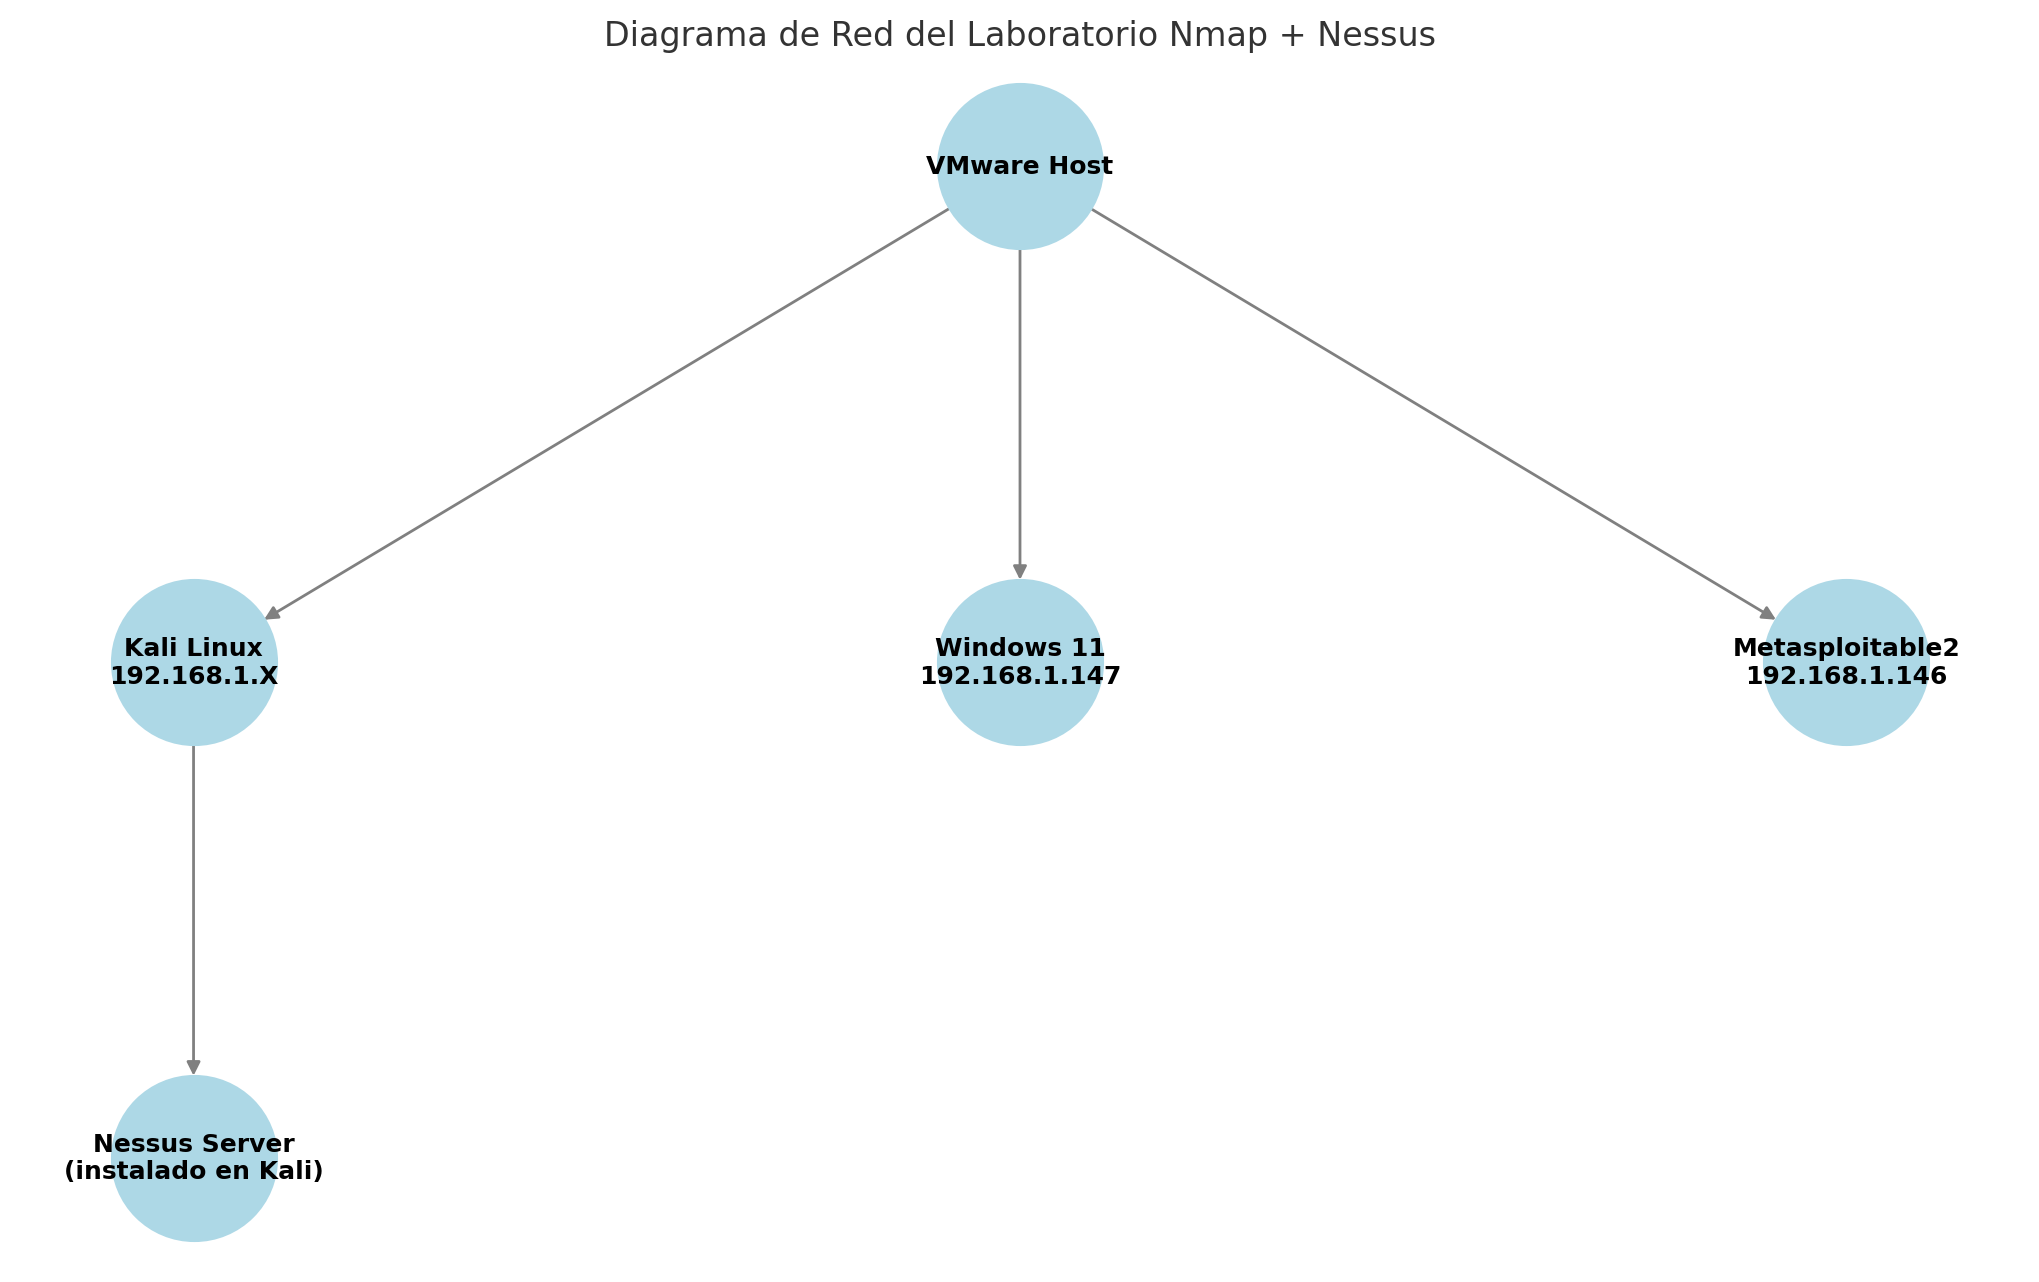 Diagrama de Red del Laboratorio Nmap + Nessus
VMware Host
Kali Linux
192.168.1.X
Windows 11
192.168.1.147
Metasploitable2
192.168.1.146
Nessus Server
(instalado en Kali)